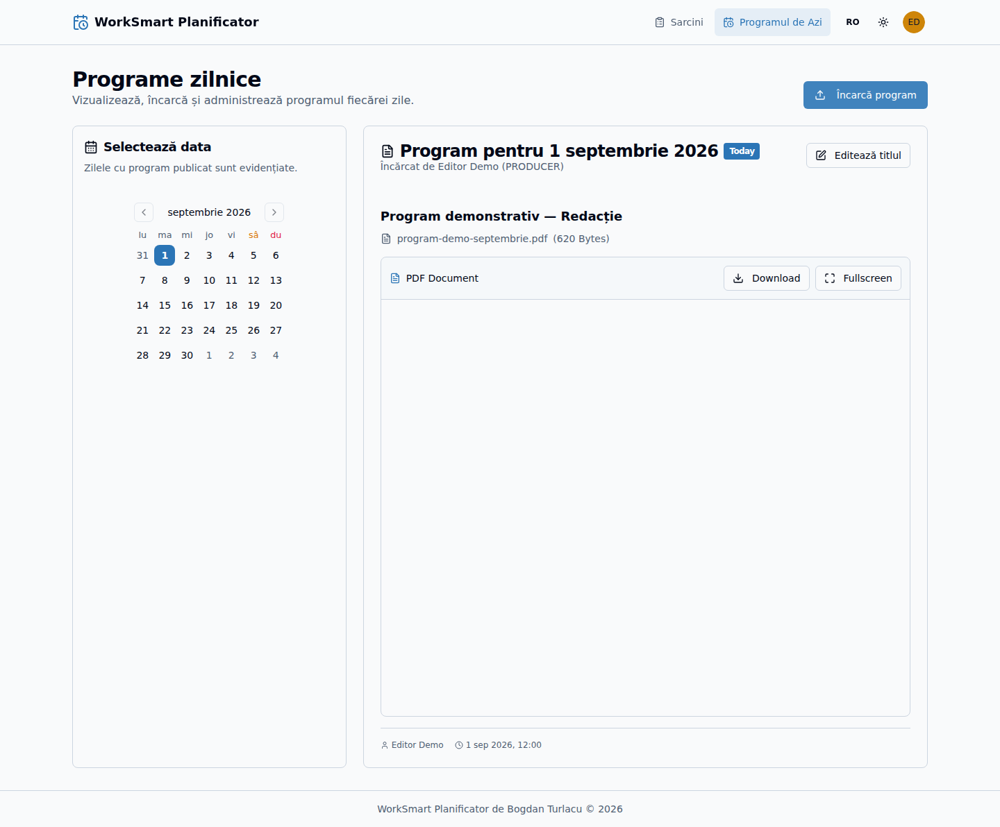 WorkSmart Planificator
Sarcini
Programul de Azi
RO
ED
Programe zilnice
Vizualizează, încarcă și administrează programul fiecărei zile.
Încarcă program
Selectează data
Zilele cu program publicat sunt evidențiate.
septembrie 2026
lu ma mi jo vi sâ du
31 1 2 3 4 5 6
7 8 9 10 11 12 13
14 15 16 17 18 19 20
21 22 23 24 25 26 27
28 29 30 1 2 3 4
Program pentru 1 septembrie 2026 Today
Încărcat de Editor Demo (PRODUCER)
Editează titlul
Program demonstrativ — Redacție
program-demo-septembrie.pdf (620 Bytes)
PDF Document
Download
Fullscreen
Editor Demo 1 sep 2026, 12:00
WorkSmart Planificator de Bogdan Turlacu © 2026